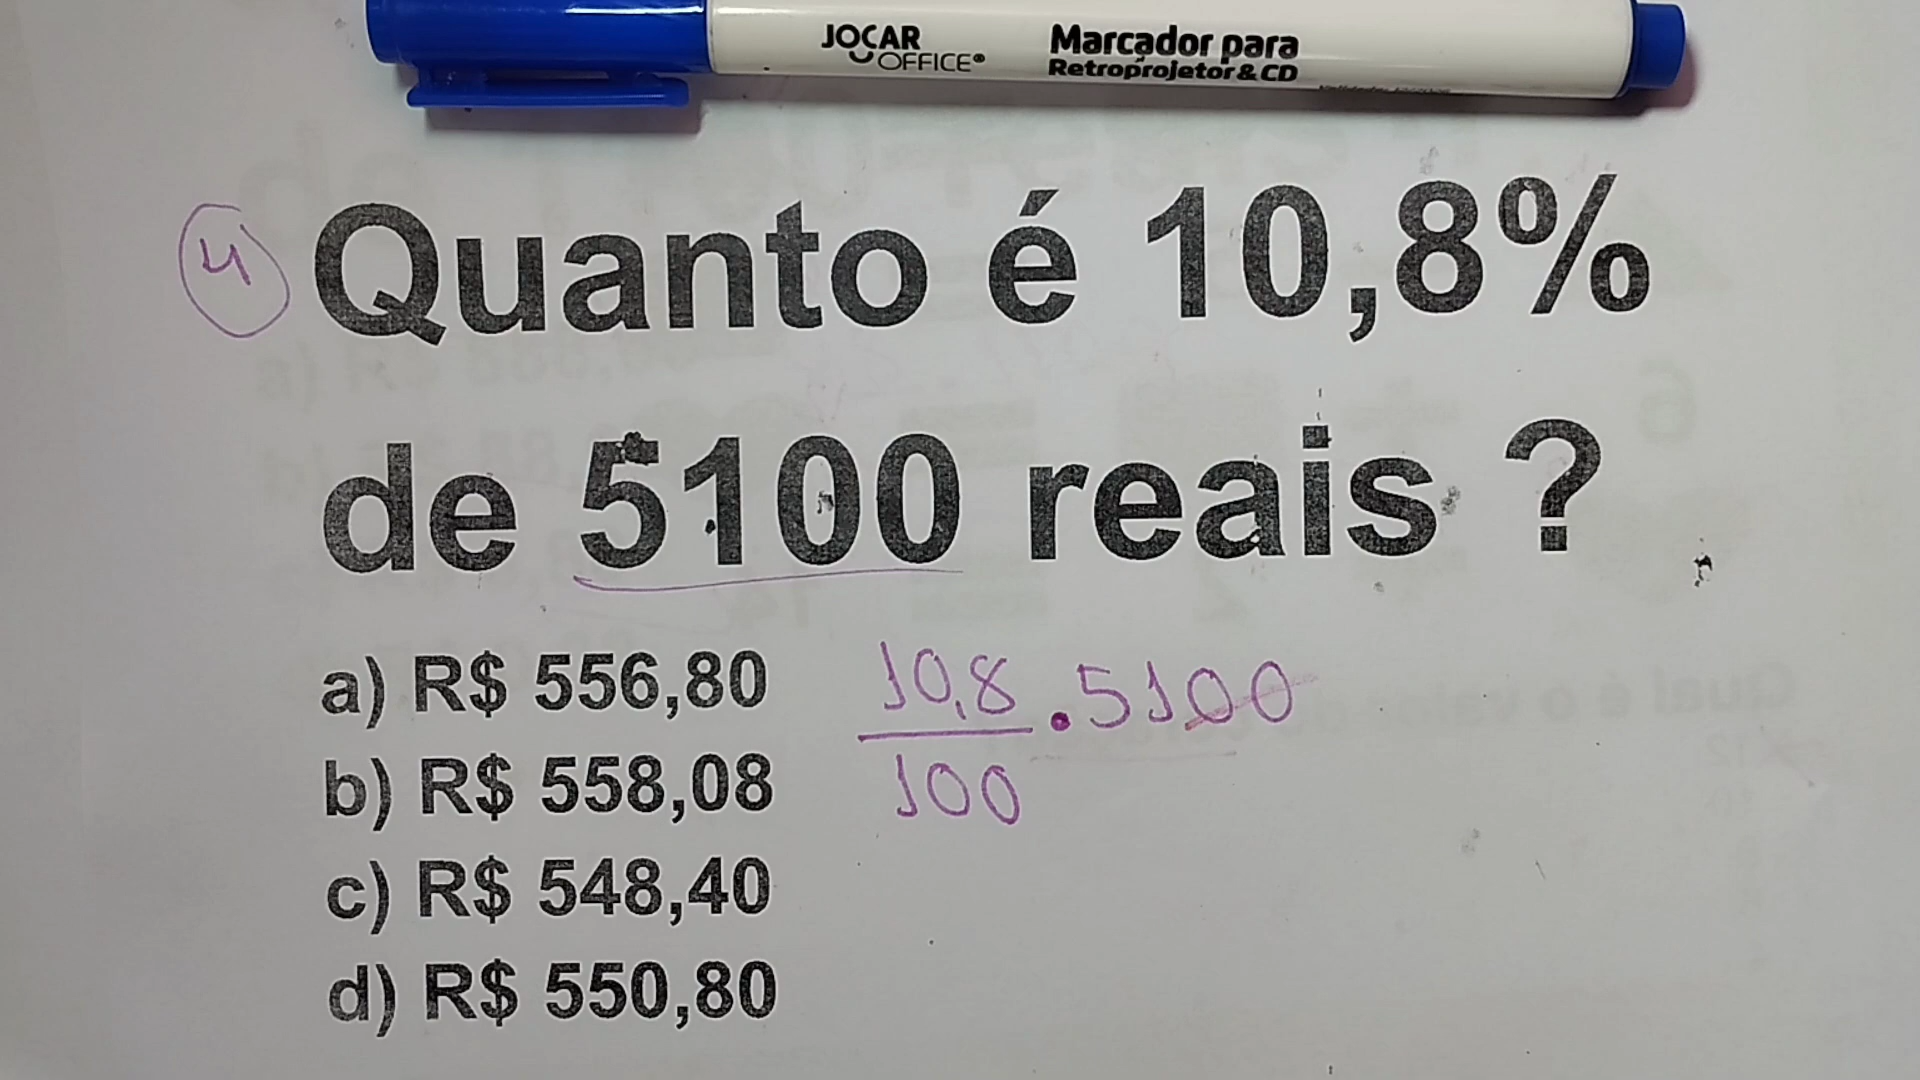 JOCAR OFICE®
Marcador para
Retroprojetor & CD
4 Quanto é 10,8%
de 5100 reais ?
a) R$ 556,80
b) R$ 558,08
c) R$ 548,40
d) R$ 550,80
10,8 . 5100
100